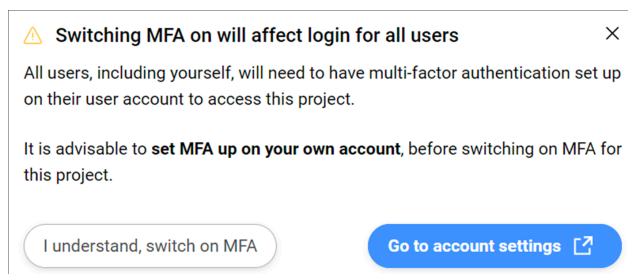 Switching MFA on will affect login for all users
All users, including yourself, will need to have multi-factor authentication set up
on their user account to access this project.
It is advisable to set MFA up on your own account, before switching on MFA for
this project.
I understand, switch on MFA
Go to account settings